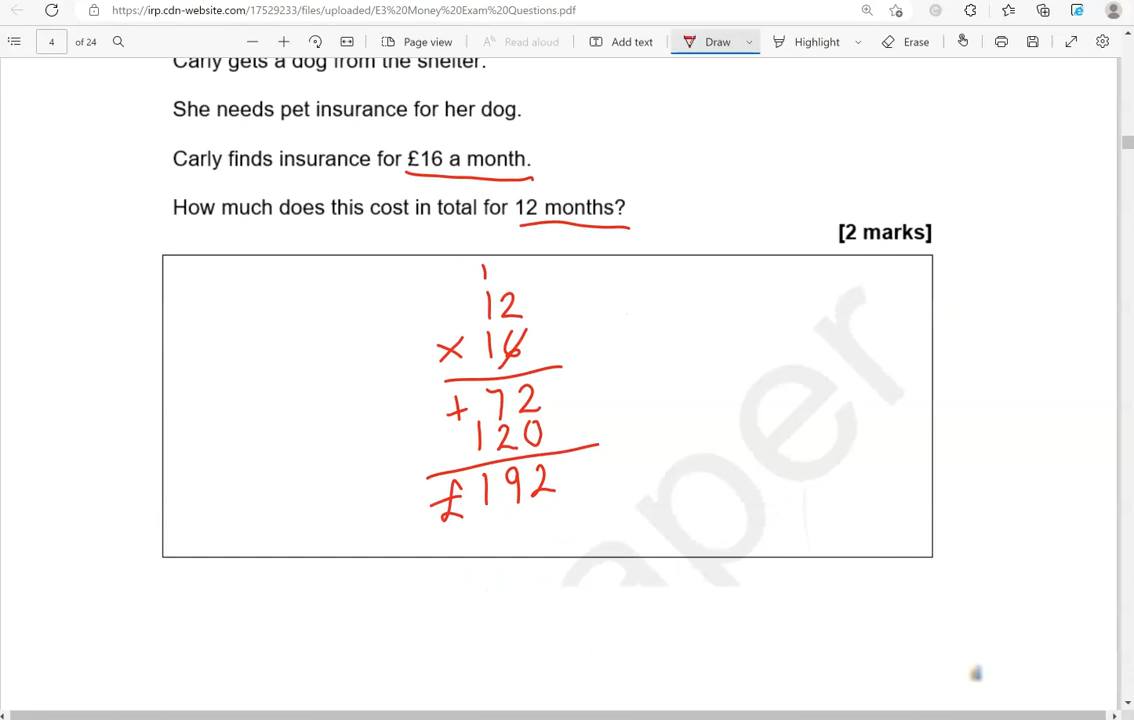 https://irp.cdn-website.com/17529233/files/uploaded/E3%20Money%20Exam%20Questions.pdf
4 of 24 Page view Read aloud Add text Draw Highlight Erase
Carly gets a dog from the shelter.
She needs pet insurance for her dog.
Carly finds insurance for £16 a month.
How much does this cost in total for 12 months?
[2 marks]
1
12
× 16
+ 72
120
£192
aper